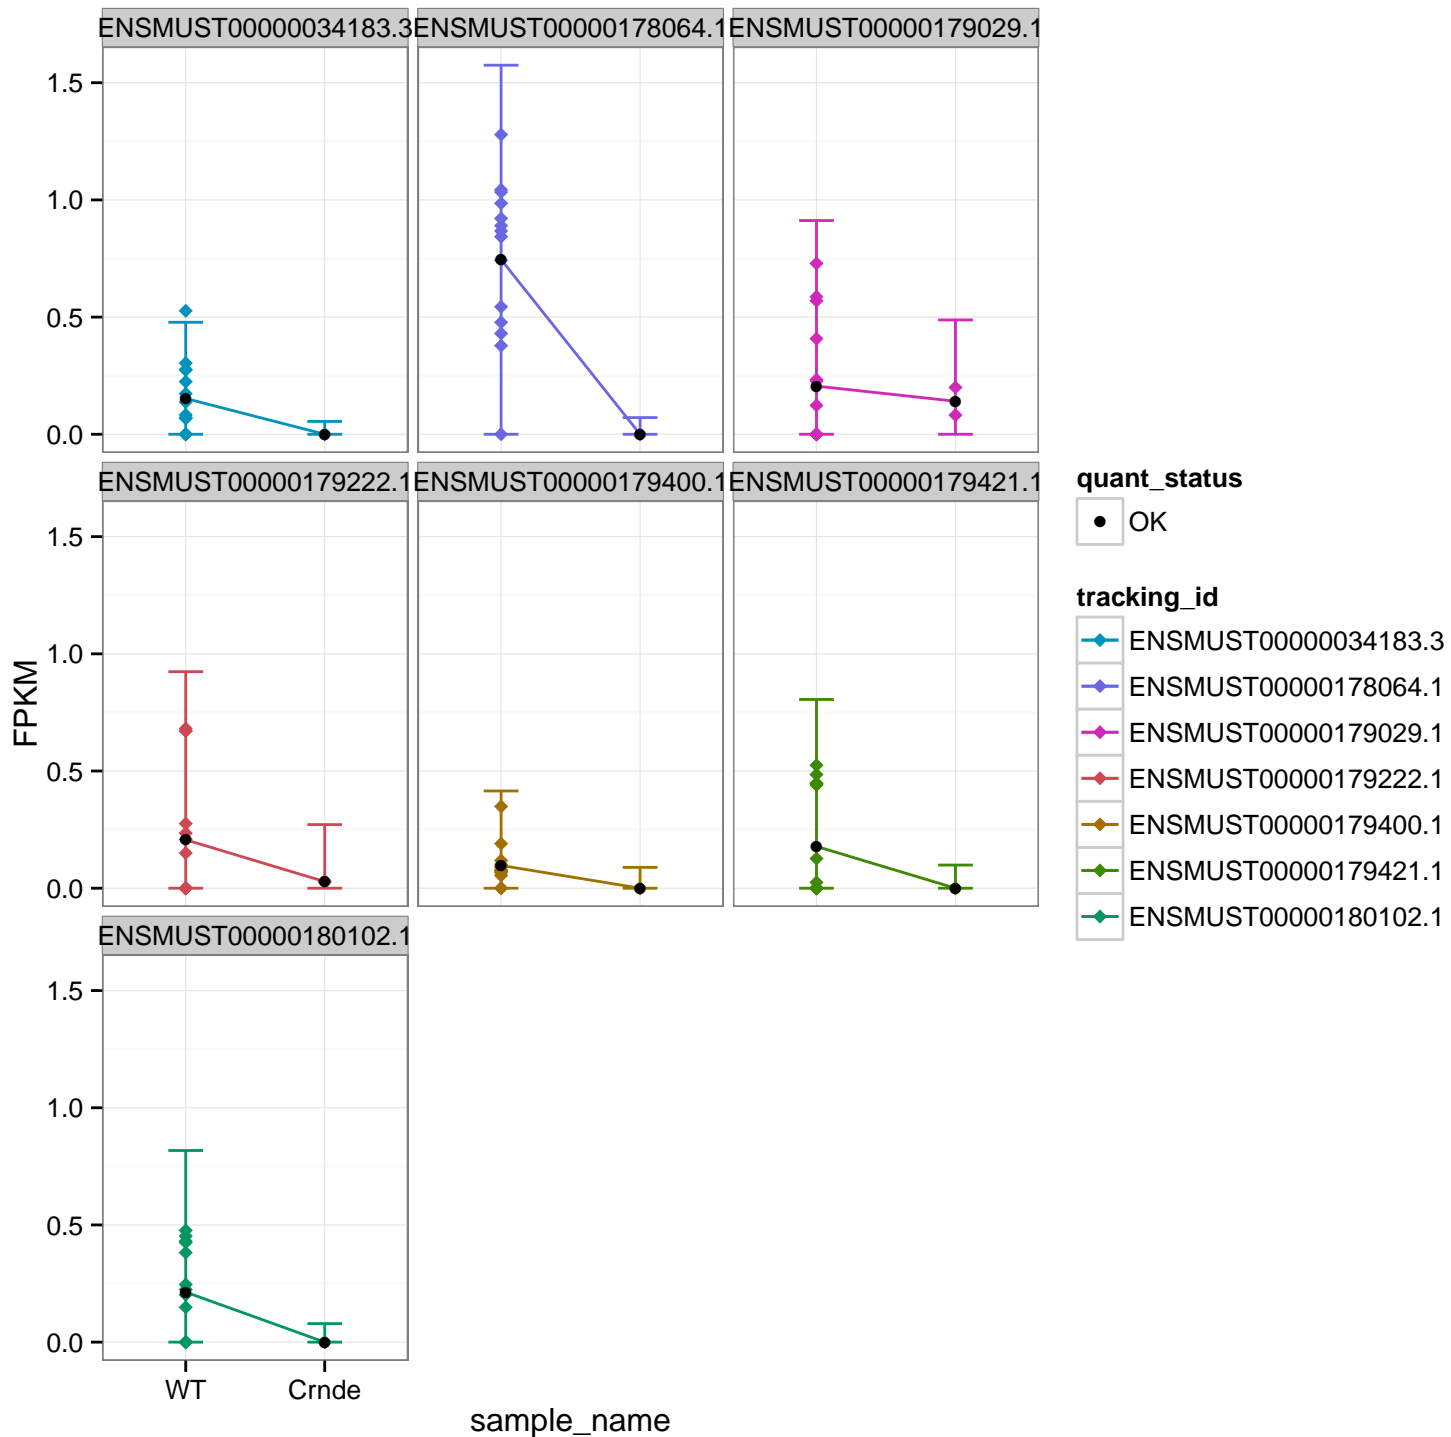 ENSMUST00000034183.3 ENSMUST00000178064.1 ENSMUST00000179029.1
1.5
1.0
0.5
0.0
ENSMUST00000179222.1 ENSMUST00000179400.1 ENSMUST00000179421.1
1.5
1.0
0.5
0.0
ENSMUST00000180102.1
1.5
1.0
0.5
0.0
WT Crnde
sample_name
FPKM
quant_status
OK
tracking_id
ENSMUST00000034183.3
ENSMUST00000178064.1
ENSMUST00000179029.1
ENSMUST00000179222.1
ENSMUST00000179400.1
ENSMUST00000179421.1
ENSMUST00000180102.1